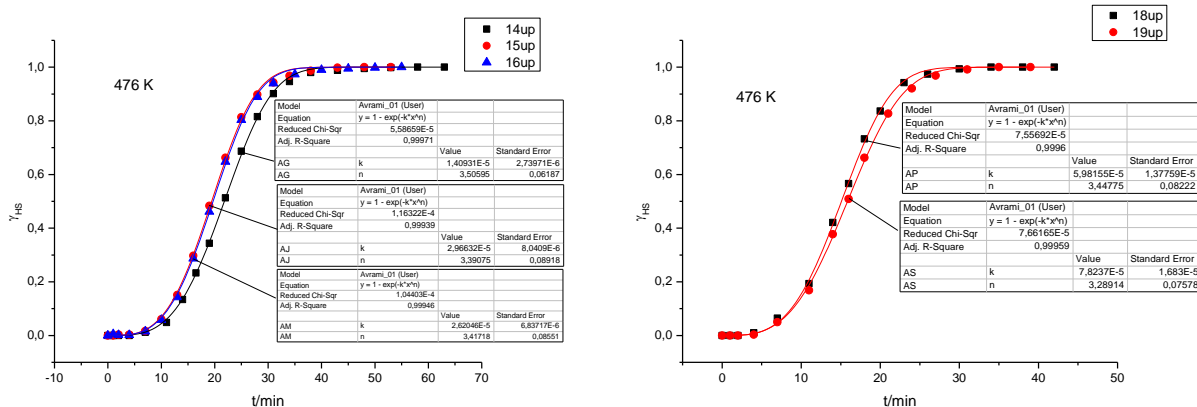 14up
15up
16up
476 K
γHS
1,0
0,8
0,6
0,4
0,2
0,0
Model Avrami_01 (User)
Equation y = 1 - exp(-k*x^n)
Reduced Chi-Sqr 5,58659E-5
Adj. R-Square 0,99971
Value Standard Error
AG k 1,40931E-5 2,73971E-6
AG n 3,50595 0,06187
Model Avrami_01 (User)
Equation y = 1 - exp(-k*x^n)
Reduced Chi-Sqr 1,16322E-4
Adj. R-Square 0,99939
Value Standard Error
AJ k 2,96632E-5 8,0409E-6
AJ n 3,39075 0,08918
Model Avrami_01 (User)
Equation y = 1 - exp(-k*x^n)
Reduced Chi-Sqr 1,04403E-4
Adj. R-Square 0,99946
Value Standard Error
AM k 2,62046E-5 6,83717E-6
AM n 3,41718 0,08551
-10 0 10 20 30 40 50 60 70
t/min
18up
19up
476 K
γHS
1,0
0,8
0,6
0,4
0,2
0,0
Model Avrami_01 (User)
Equation y = 1 - exp(-k*x^n)
Reduced Chi-Sqr 7,55692E-5
Adj. R-Square 0,9996
Value Standard Error
AP k 5,98155E-5 1,37759E-5
AP n 3,44775 0,08222
Model Avrami_01 (User)
Equation y = 1 - exp(-k*x^n)
Reduced Chi-Sqr 7,66165E-5
Adj. R-Square 0,99959
Value Standard Error
AS k 7,8237E-5 1,683E-5
AS n 3,28914 0,07578
0 10 20 30 40 50
t/min